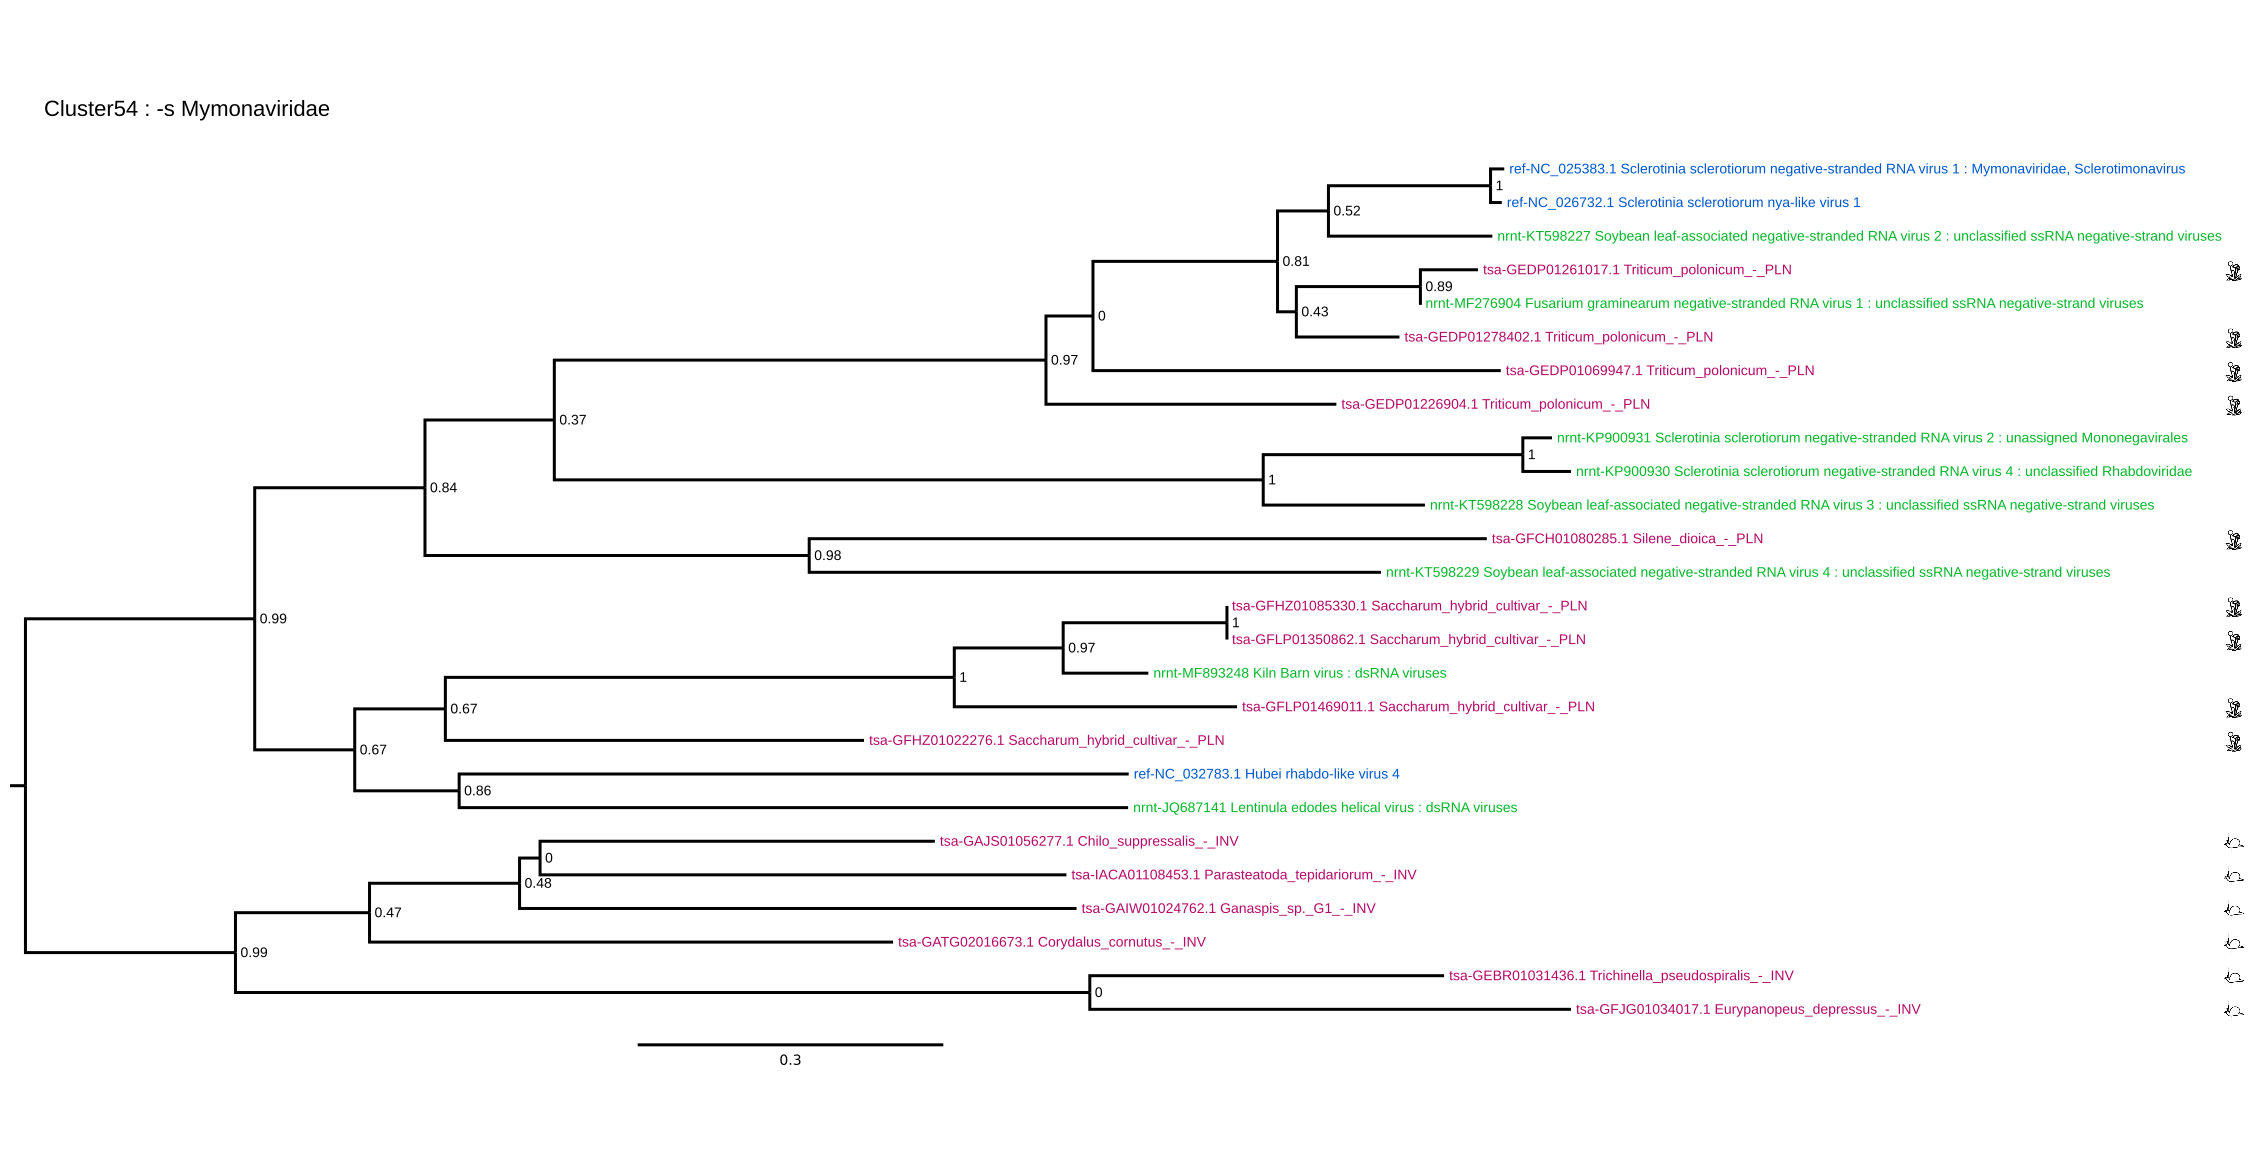 Cluster54 : -s Mymonaviridae
ref-NC_025383.1 Sclerotinia sclerotiorum negative-stranded RNA virus 1 : Mymonaviridae, Sclerotimonavirus
1
ref-NC_026732.1 Sclerotinia sclerotiorum nya-like virus 1
0.52
nrnt-KT598227 Soybean leaf-associated negative-stranded RNA virus 2 : unclassified ssRNA negative-strand viruses
0.81
tsa-GEDP01261017.1 Triticum_polonicum_-_PLN
0.89
nrnt-MF276904 Fusarium graminearum negative-stranded RNA virus 1 : unclassified ssRNA negative-strand viruses
0.43
0
tsa-GEDP01278402.1 Triticum_polonicum_-_PLN
0.97
tsa-GEDP01069947.1 Triticum_polonicum_-_PLN
tsa-GEDP01226904.1 Triticum_polonicum_-_PLN
0.37
nrnt-KP900931 Sclerotinia sclerotiorum negative-stranded RNA virus 2 : unassigned Mononegavirales
1
nrnt-KP900930 Sclerotinia sclerotiorum negative-stranded RNA virus 4 : unclassified Rhabdoviridae
1
0.84
nrnt-KT598228 Soybean leaf-associated negative-stranded RNA virus 3 : unclassified ssRNA negative-strand viruses
tsa-GFCH01080285.1 Silene_dioica_-_PLN
0.98
nrnt-KT598229 Soybean leaf-associated negative-stranded RNA virus 4 : unclassified ssRNA negative-strand viruses
tsa-GFHZ01085330.1 Saccharum_hybrid_cultivar_-_PLN
0.99
1
tsa-GFLP01350862.1 Saccharum_hybrid_cultivar_-_PLN
0.97
nrnt-MF893248 Kiln Barn virus : dsRNA viruses
1
tsa-GFLP01469011.1 Saccharum_hybrid_cultivar_-_PLN
0.67
tsa-GFHZ01022276.1 Saccharum_hybrid_cultivar_-_PLN
0.67
ref-NC_032783.1 Hubei rhabdo-like virus 4
0.86
nrnt-JQ687141 Lentinula edodes helical virus : dsRNA viruses
tsa-GAJS01056277.1 Chilo_suppressalis_-_INV
0
tsa-IACA01108453.1 Parasteatoda_tepidariorum_-_INV
0.48
tsa-GAIW01024762.1 Ganaspis_sp._G1_-_INV
0.47
tsa-GATG02016673.1 Corydalus_cornutus_-_INV
0.99
tsa-GEBR01031436.1 Trichinella_pseudospiralis_-_INV
0
tsa-GFJG01034017.1 Eurypanopeus_depressus_-_INV
0.3